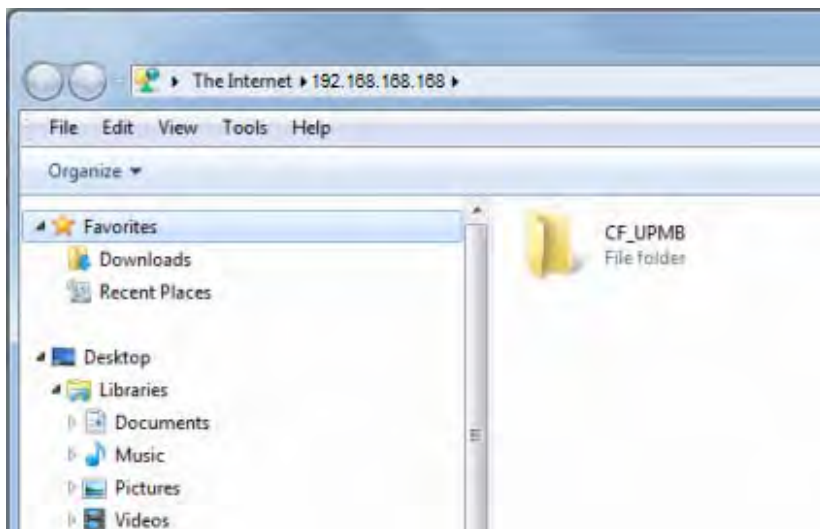 The Internet 192.168.168.168
File Edit View Tools Help
Organize
Favorites
Downloads
Recent Places
Desktop
Libraries
Documents
Music
Pictures
Videos
CF_UPMB
File folder